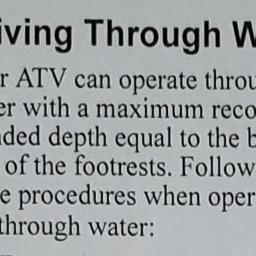 iving Through W
r ATV can operate throu
er with a maximum reco
nded depth equal to the b
of the footrests. Follow
e procedures when oper
through water: